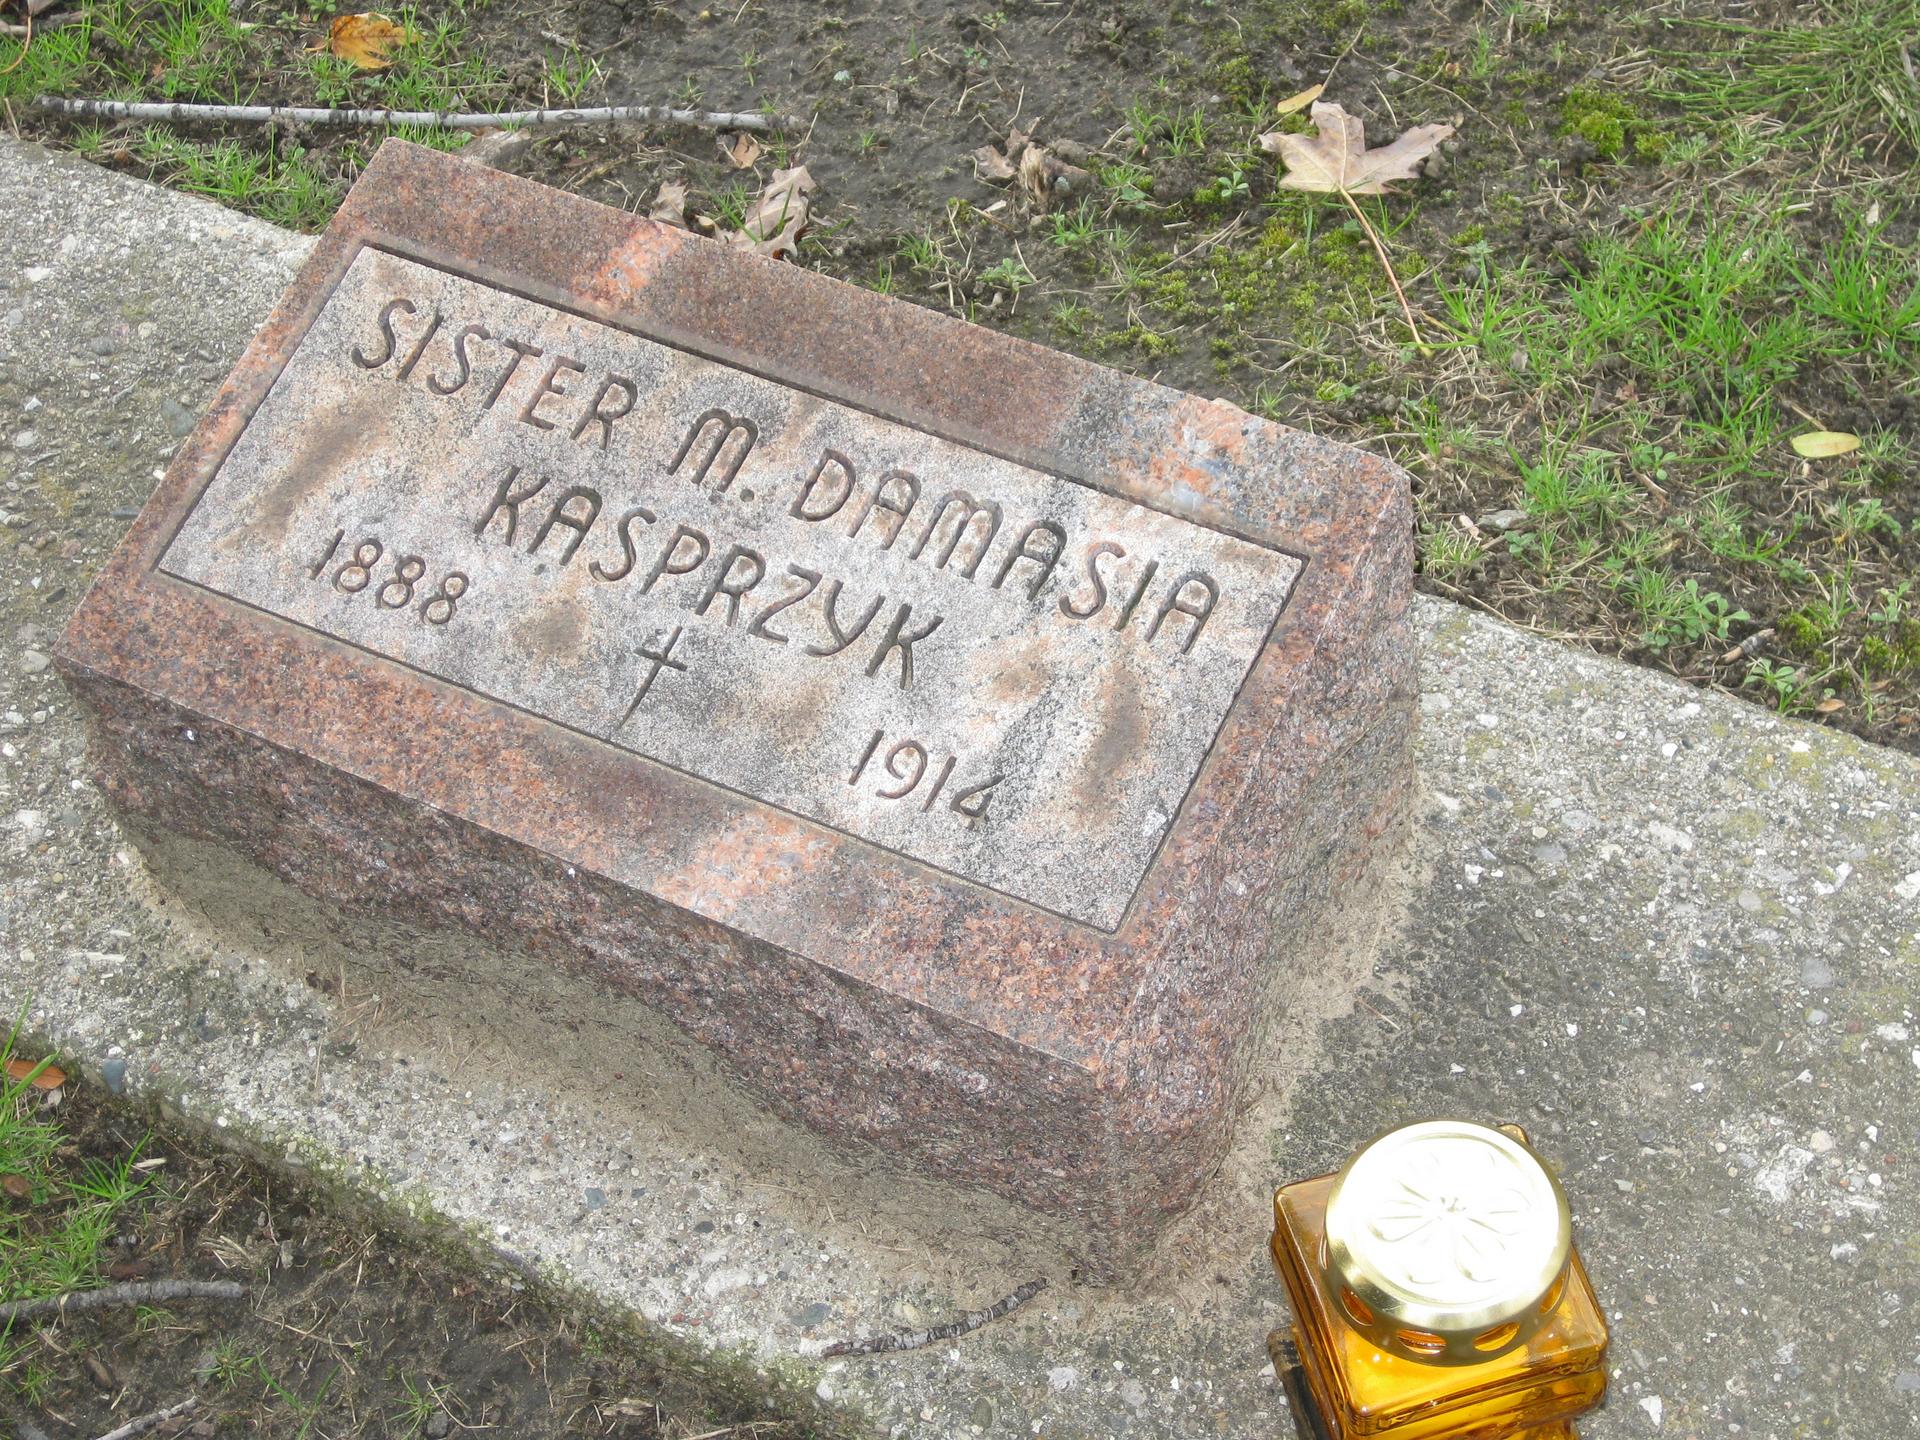 SISTER M. DAMASIA
KASPRZYK
1888 1914